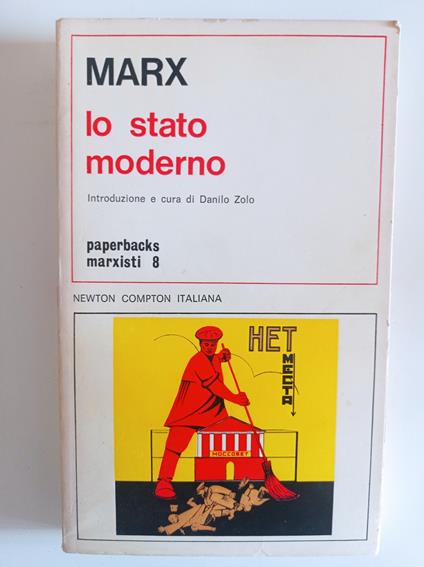 MARX
lo stato
moderno
Introduzione e cura di Danilo Zolo
paperbacks
marxisti 8
NEWTON COMPTON ITALIANA
НЕТ
МЕСТА
МОССОВЕТ